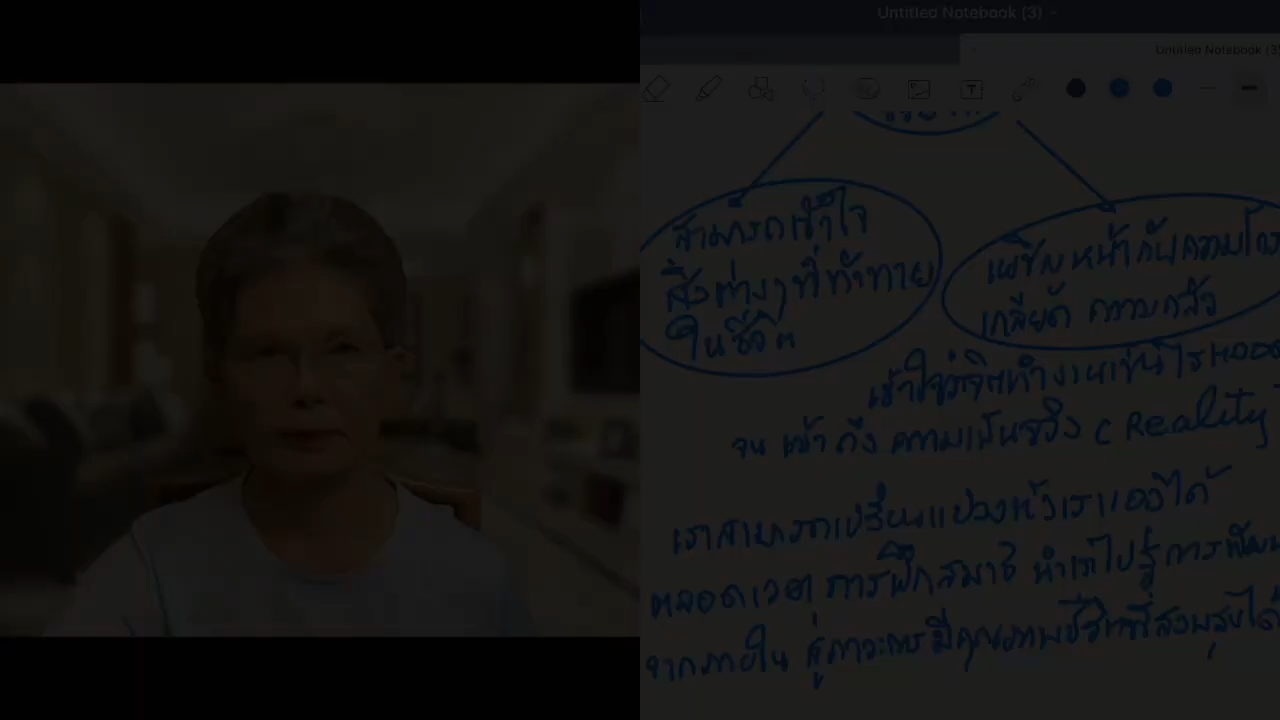 Untitled Notebook (3)
Untitled Notebook (3
T
สามารถเข้าใจ
สิ่งต่างๆ ที่ท้าทาย
ในชีวิต
เผชิญหน้ากับความโกร
เกลียด ความกลัว
เข้าใจว่าจิตทำงานเช่นไร
จน เข้า ถึง ความเป็นจริง ( Reality
เราสามารถเปลี่ยนแปลงตัวเราเองได้
ตลอดเวลา การฝึกสมาธิ นำเราไปสู่ การพัฒน
จากภายใน สู่ภาวะการมีคุณภาพชีวิตที่สงบสุขได้